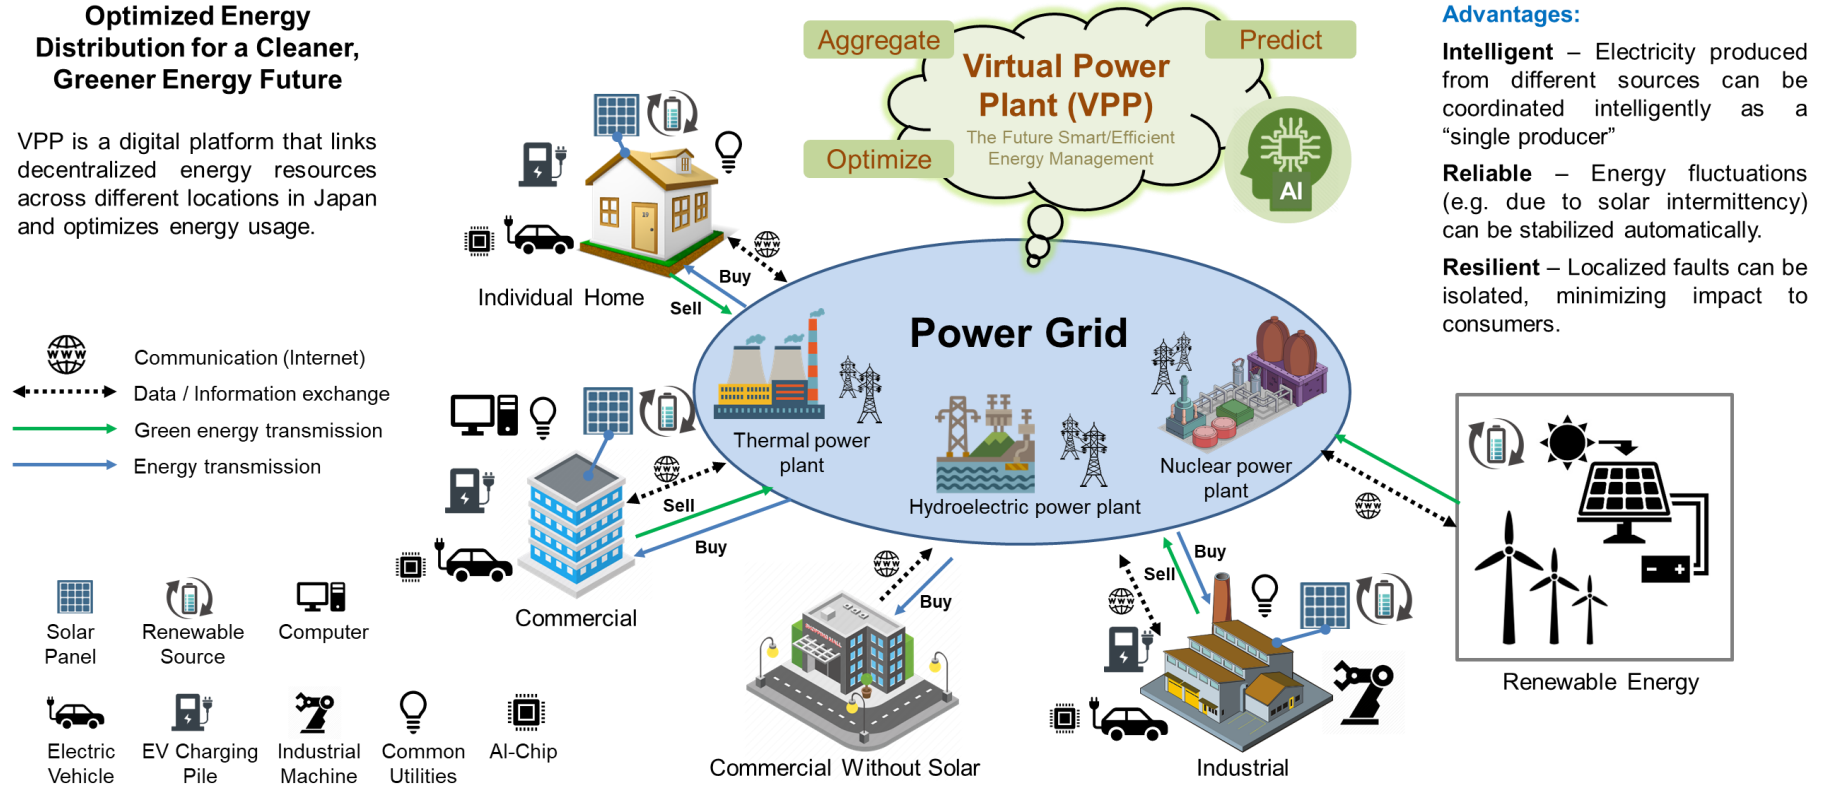 Optimized Energy
Distribution for a Cleaner,
Greener Energy Future
VPP is a digital platform that links
decentralized energy resources
across different locations in Japan
and optimizes energy usage.
Aggregate
Predict
Optimize
Virtual Power
Plant (VPP)
The Future Smart/Efficient
Energy Management
AI
Advantages:
Intelligent – Electricity produced
from different sources can be
coordinated intelligently as a
“single producer”
Reliable – Energy fluctuations
(e.g. due to solar intermittency)
can be stabilized automatically.
Resilient – Localized faults can be
isolated, minimizing impact to
consumers.
WWW
Communication (Internet)
Data / Information exchange
Green energy transmission
Energy transmission
Individual Home
WWW
Buy
Sell
Power Grid
Thermal power
plant
Hydroelectric power plant
Nuclear power
plant
WWW
Sell
Buy
Commercial
WWW
Buy
Commercial Without Solar
WWW
Buy
Sell
Industrial
WWW
Renewable Energy
Solar
Panel
Renewable
Source
Computer
Electric
Vehicle
EV Charging
Pile
Industrial
Machine
Common
Utilities
AI-Chip